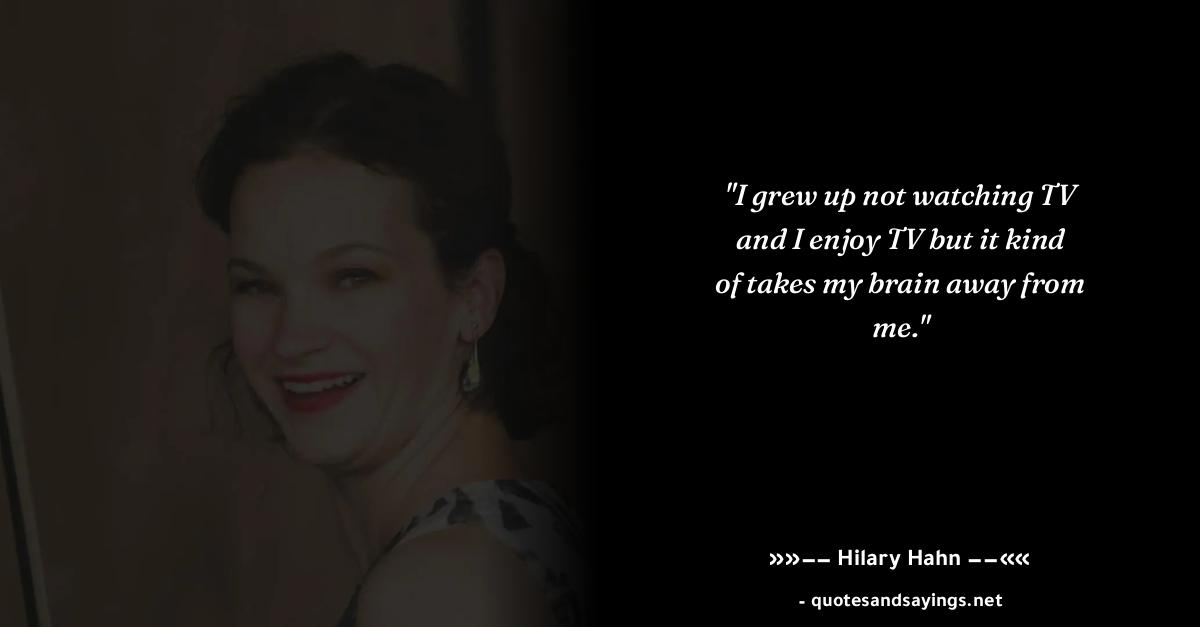 "I grew up not watching TV
and I enjoy TV but it kind
of takes my brain away from
me."
»»–– Hilary Hahn ––««
- quotesandsayings.net